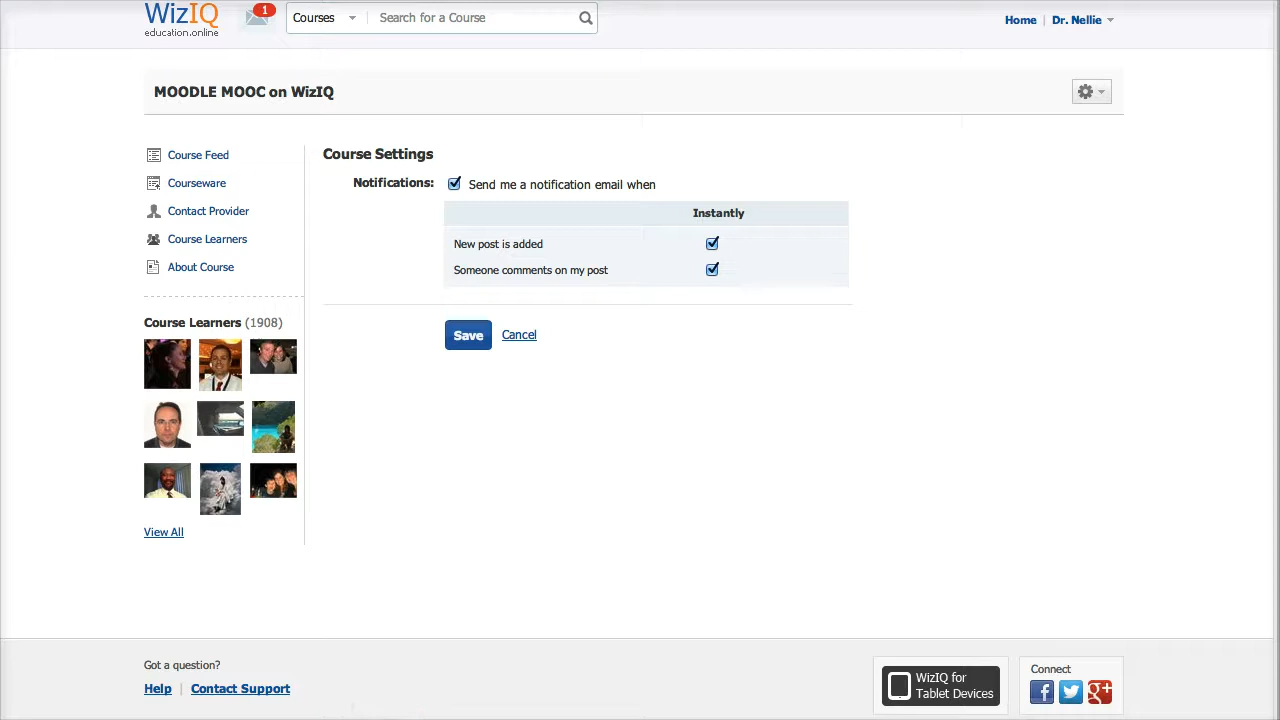 WizIQ
education.online
1
Courses
Search for a Course
Home | Dr. Nellie
MOODLE MOOC on WizIQ
Course Feed
Courseware
Contact Provider
Course Learners
About Course
Course Learners (1908)
View All
Course Settings
Notifications: Send me a notification email when
Instantly
New post is added
Someone comments on my post
Save Cancel
Got a question?
Help | Contact Support
WizIQ for
Tablet Devices
Connect